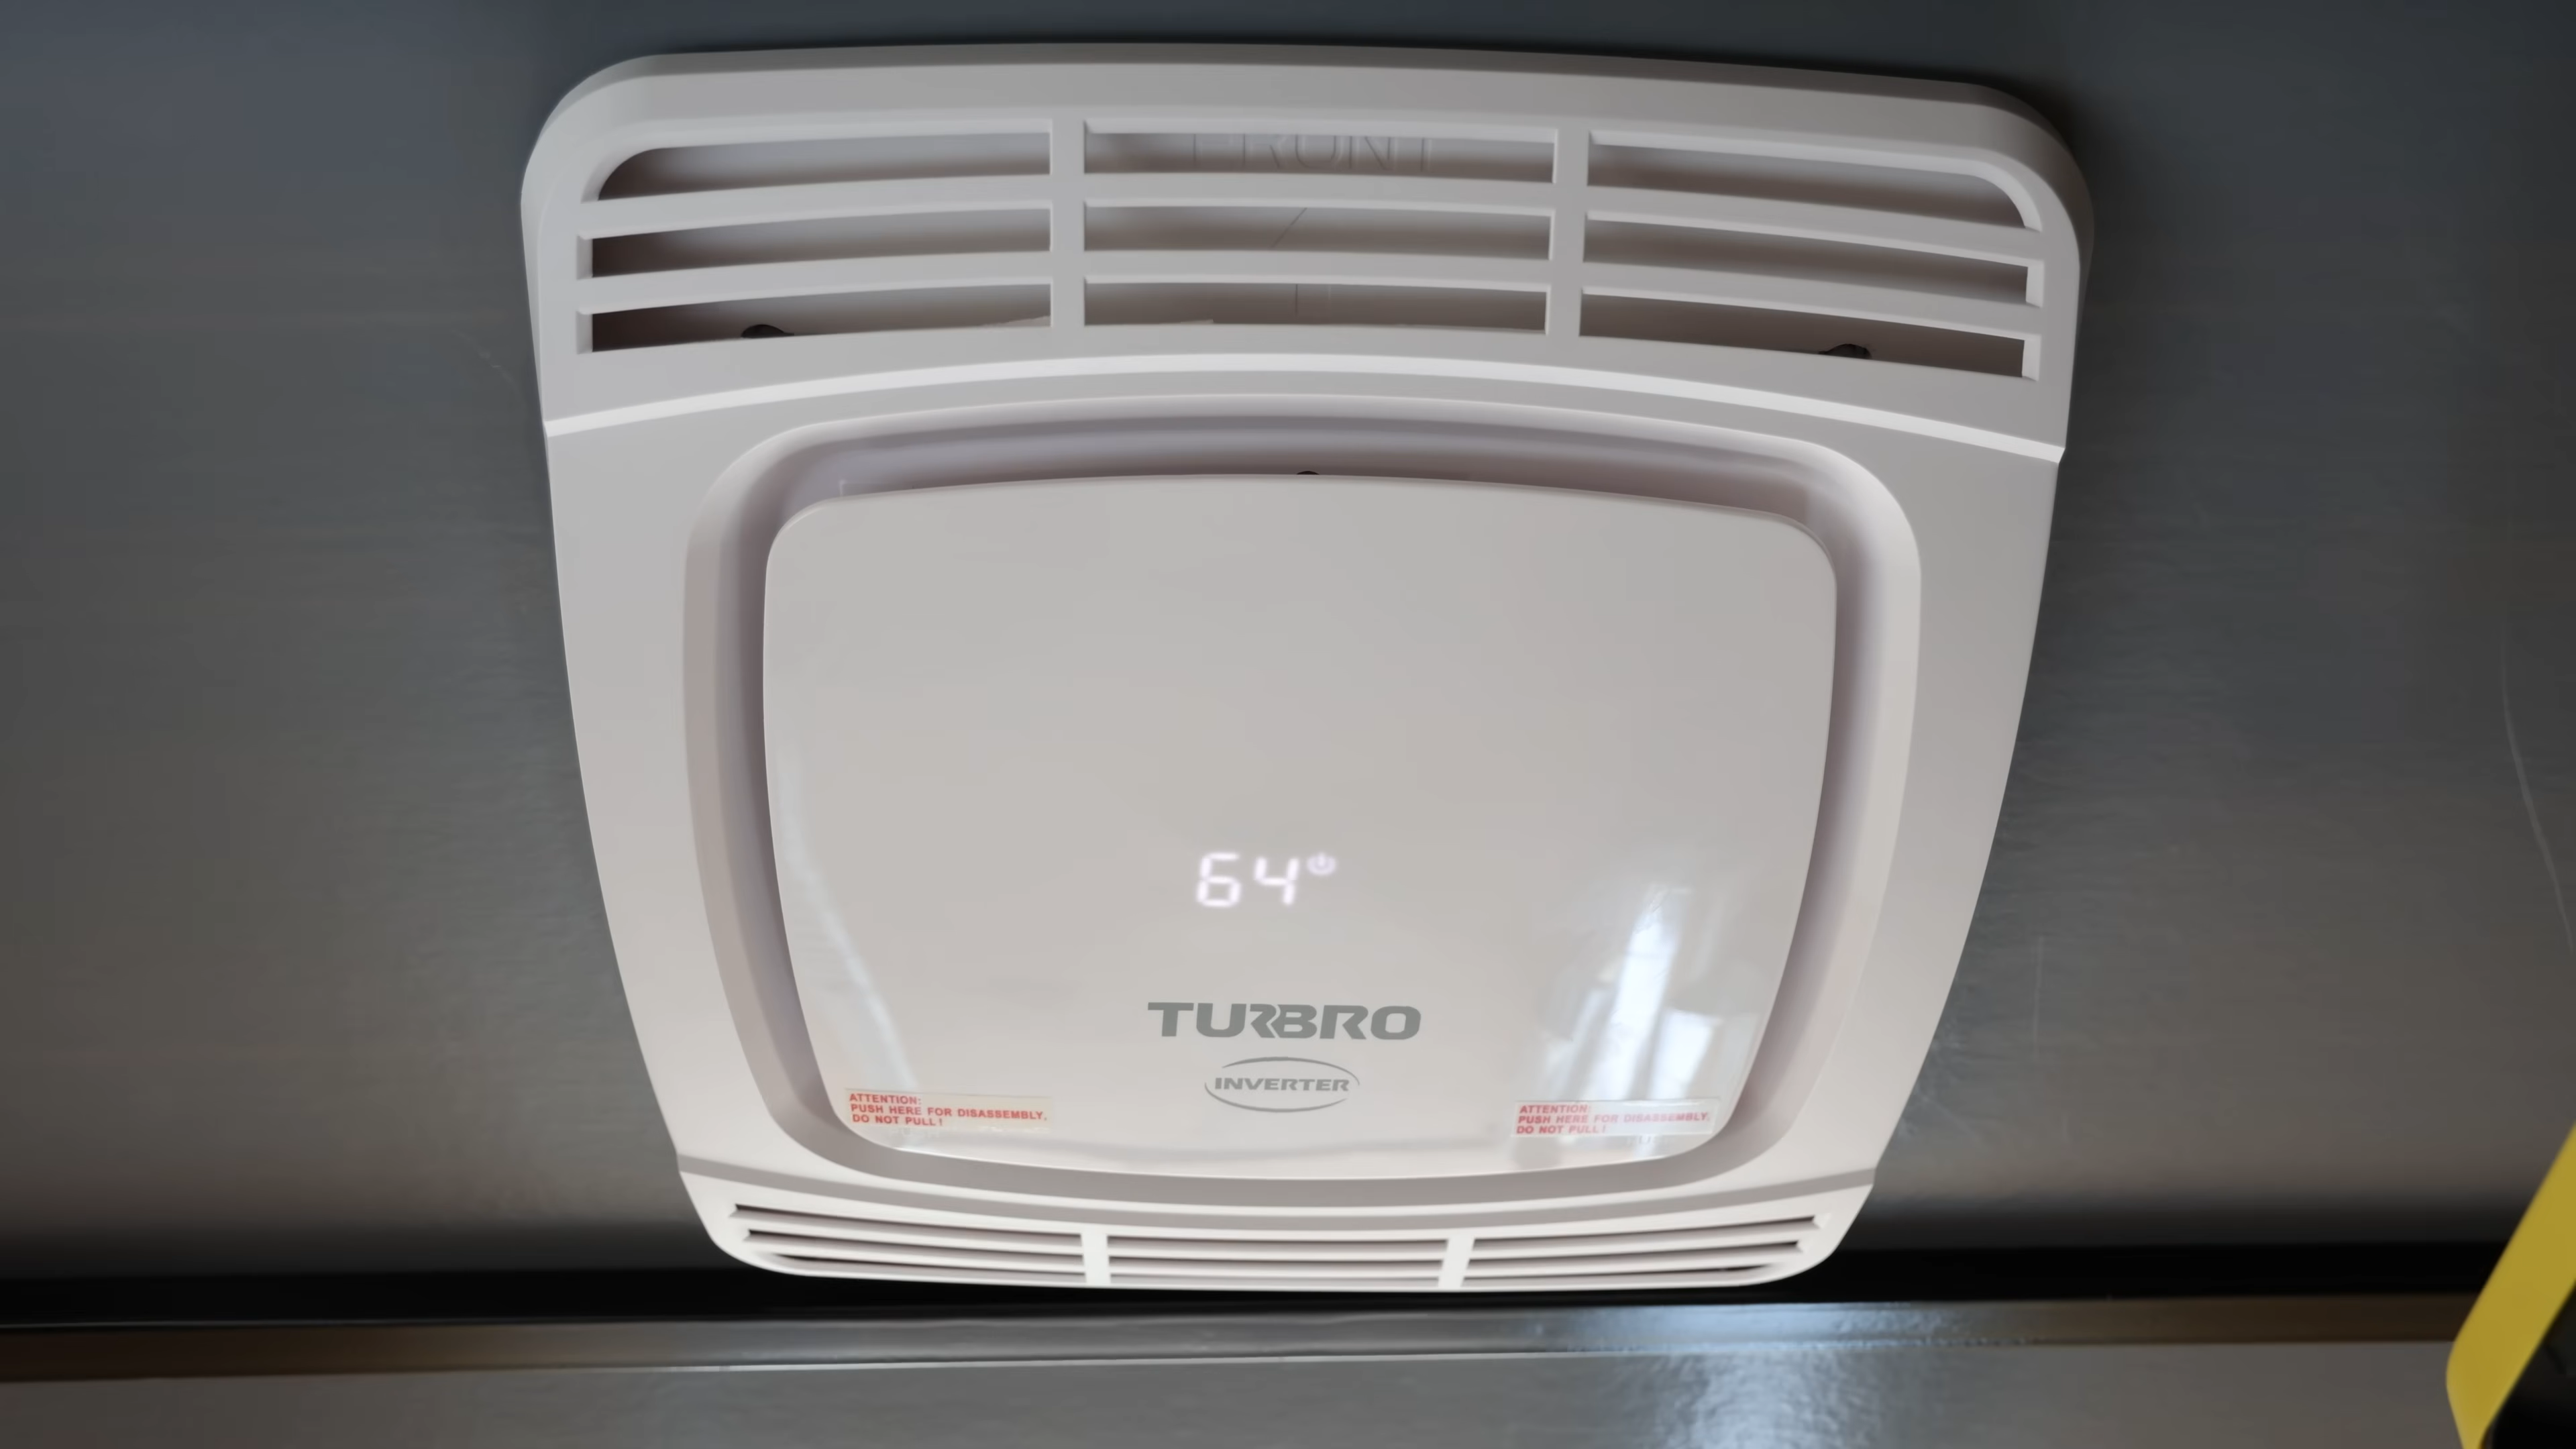 FRONT
64°
TURBRO
INVERTER
ATTENTION:
PUSH HERE FOR DISASSEMBLY.
DO NOT PULL!
ATTENTION:
PUSH HERE FOR DISASSEMBLY.
DO NOT PULL!